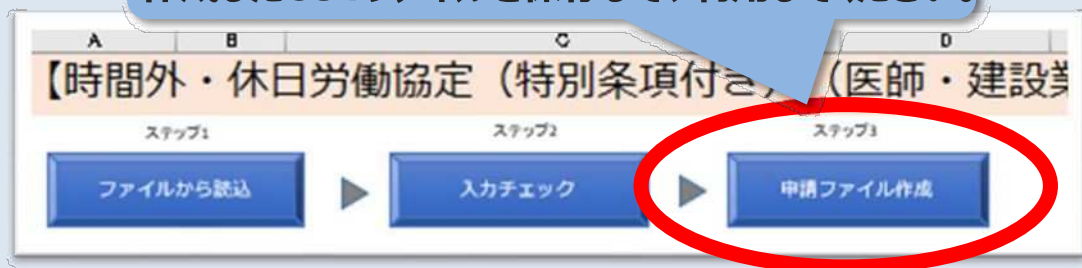 A B C D
【時間外・休日労働協定（特別条項付き）（医師・建設業
ステップ1 ステップ2 ステップ3
ファイルから読込 入力チェック 申請ファイル作成